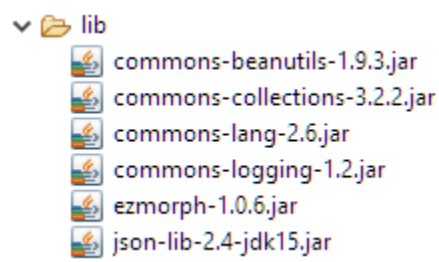 lib
commons-beanutils-1.9.3.jar
commons-collections-3.2.2.jar
commons-lang-2.6.jar
commons-logging-1.2.jar
ezmorph-1.0.6.jar
json-lib-2.4-jdk15.jar